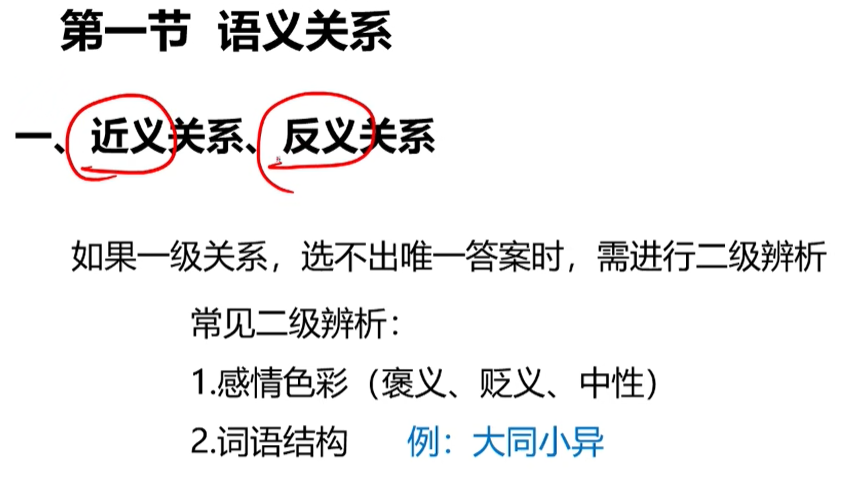 第一节 语义关系
一、近义关系、反义关系
如果一级关系，选不出唯一答案时，需进行二级辨析
常见二级辨析：
1.感情色彩（褒义、贬义、中性）
2.词语结构 例：大同小异